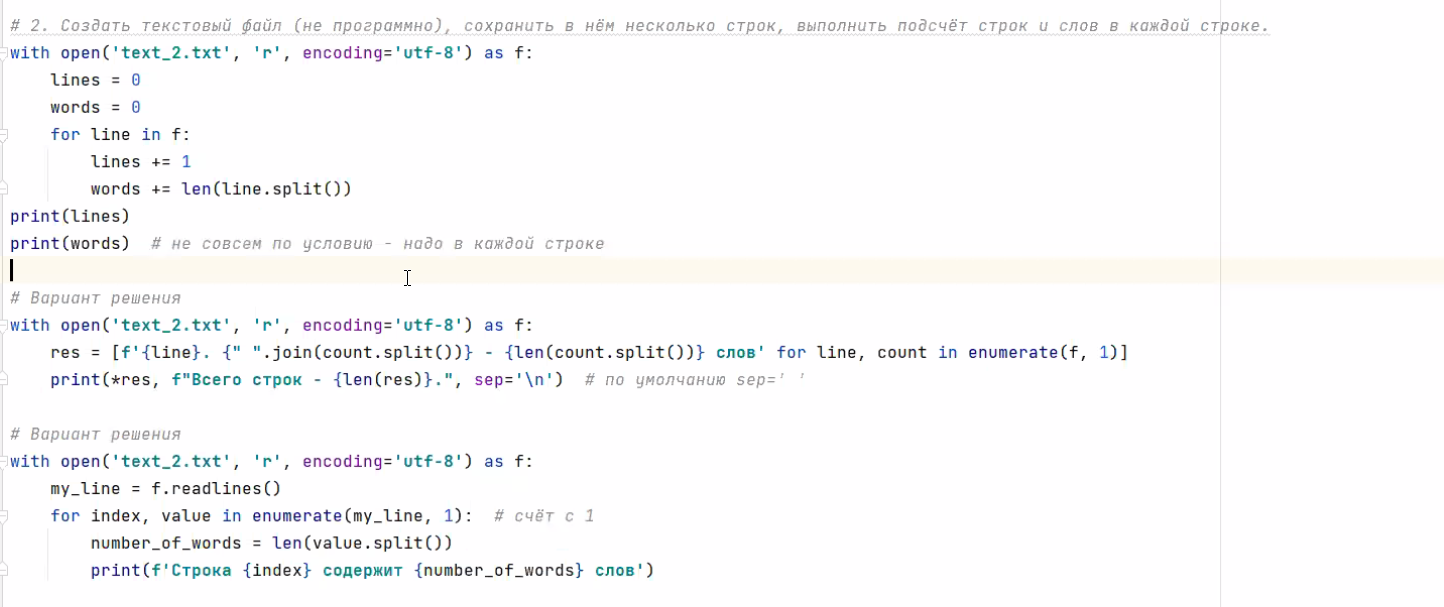 # 2. Создать текстовый файл (не программно), сохранить в нём несколько строк, выполнить подсчёт строк и слов в каждой строке.
with open('text_2.txt', 'r', encoding='utf-8') as f:
    lines = 0
    words = 0
    for line in f:
        lines += 1
        words += len(line.split())
print(lines)
print(words)  # не совсем по условию - надо в каждой строке
# Вариант решения
with open('text_2.txt', 'r', encoding='utf-8') as f:
    res = [f'{line}. {" ".join(count.split())} - {len(count.split())} слов' for line, count in enumerate(f, 1)]
    print(*res, f"Всего строк - {len(res)}.", sep='\n')  # по умолчанию sep=' '
# Вариант решения
with open('text_2.txt', 'r', encoding='utf-8') as f:
    my_line = f.readlines()
    for index, value in enumerate(my_line, 1):  # счёт с 1
        number_of_words = len(value.split())
        print(f'Строка {index} содержит {number_of_words} слов')